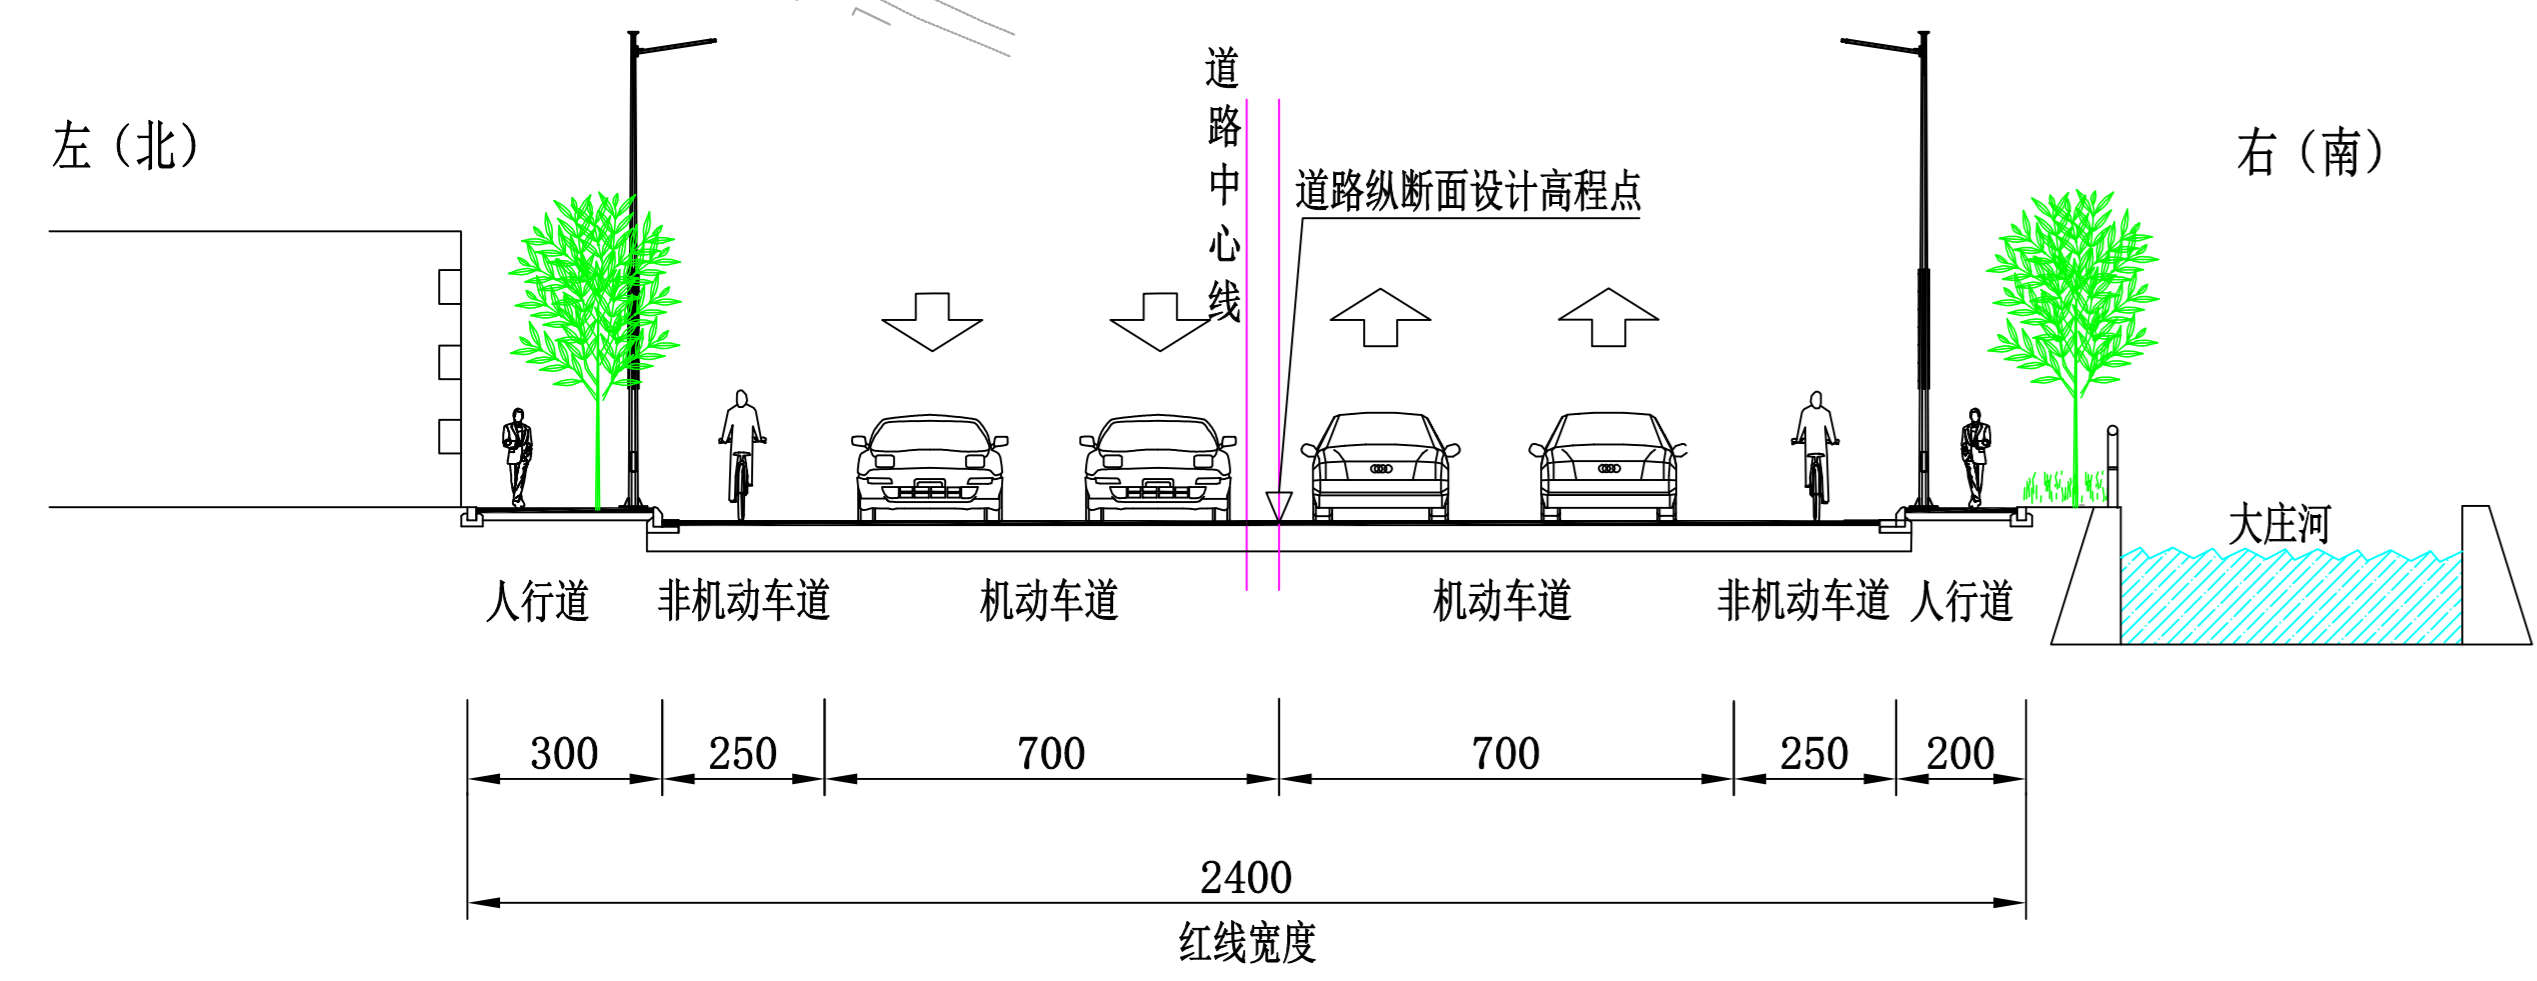 左（北）
道路中心线
右（南）
道路纵断面设计高程点
大庄河
人行道
非机动车道
机动车道
机动车道
非机动车道
人行道
300
250
700
700
250
200
2400
红线宽度